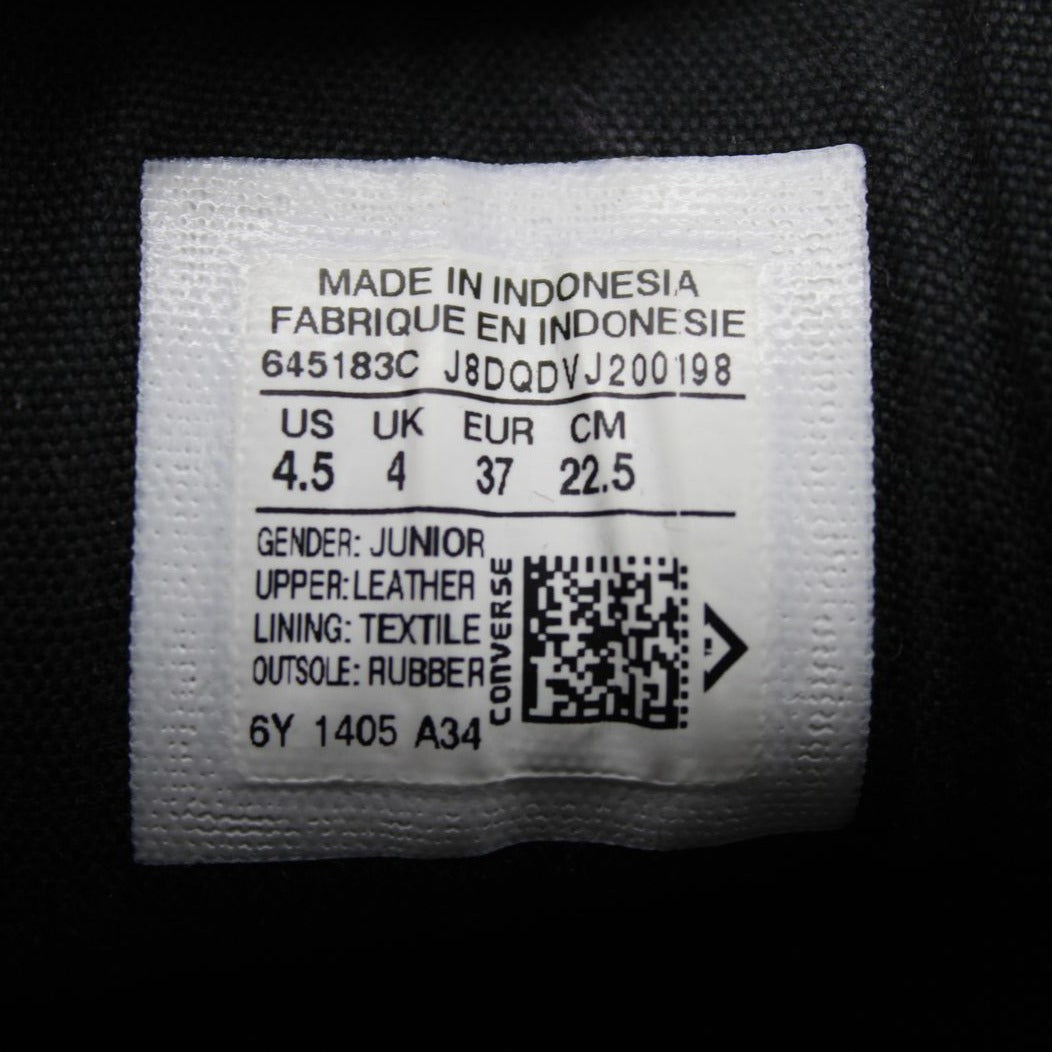 MADE IN INDONESIA
FABRIQUE EN INDONESIE
645183C J8DQDVJ200198
US UK EUR CM
4.5 4 37 22.5
GENDER: JUNIOR
UPPER: LEATHER
LINING: TEXTILE
OUTSOLE: RUBBER
6Y 1405 A34
CONVERSE
™